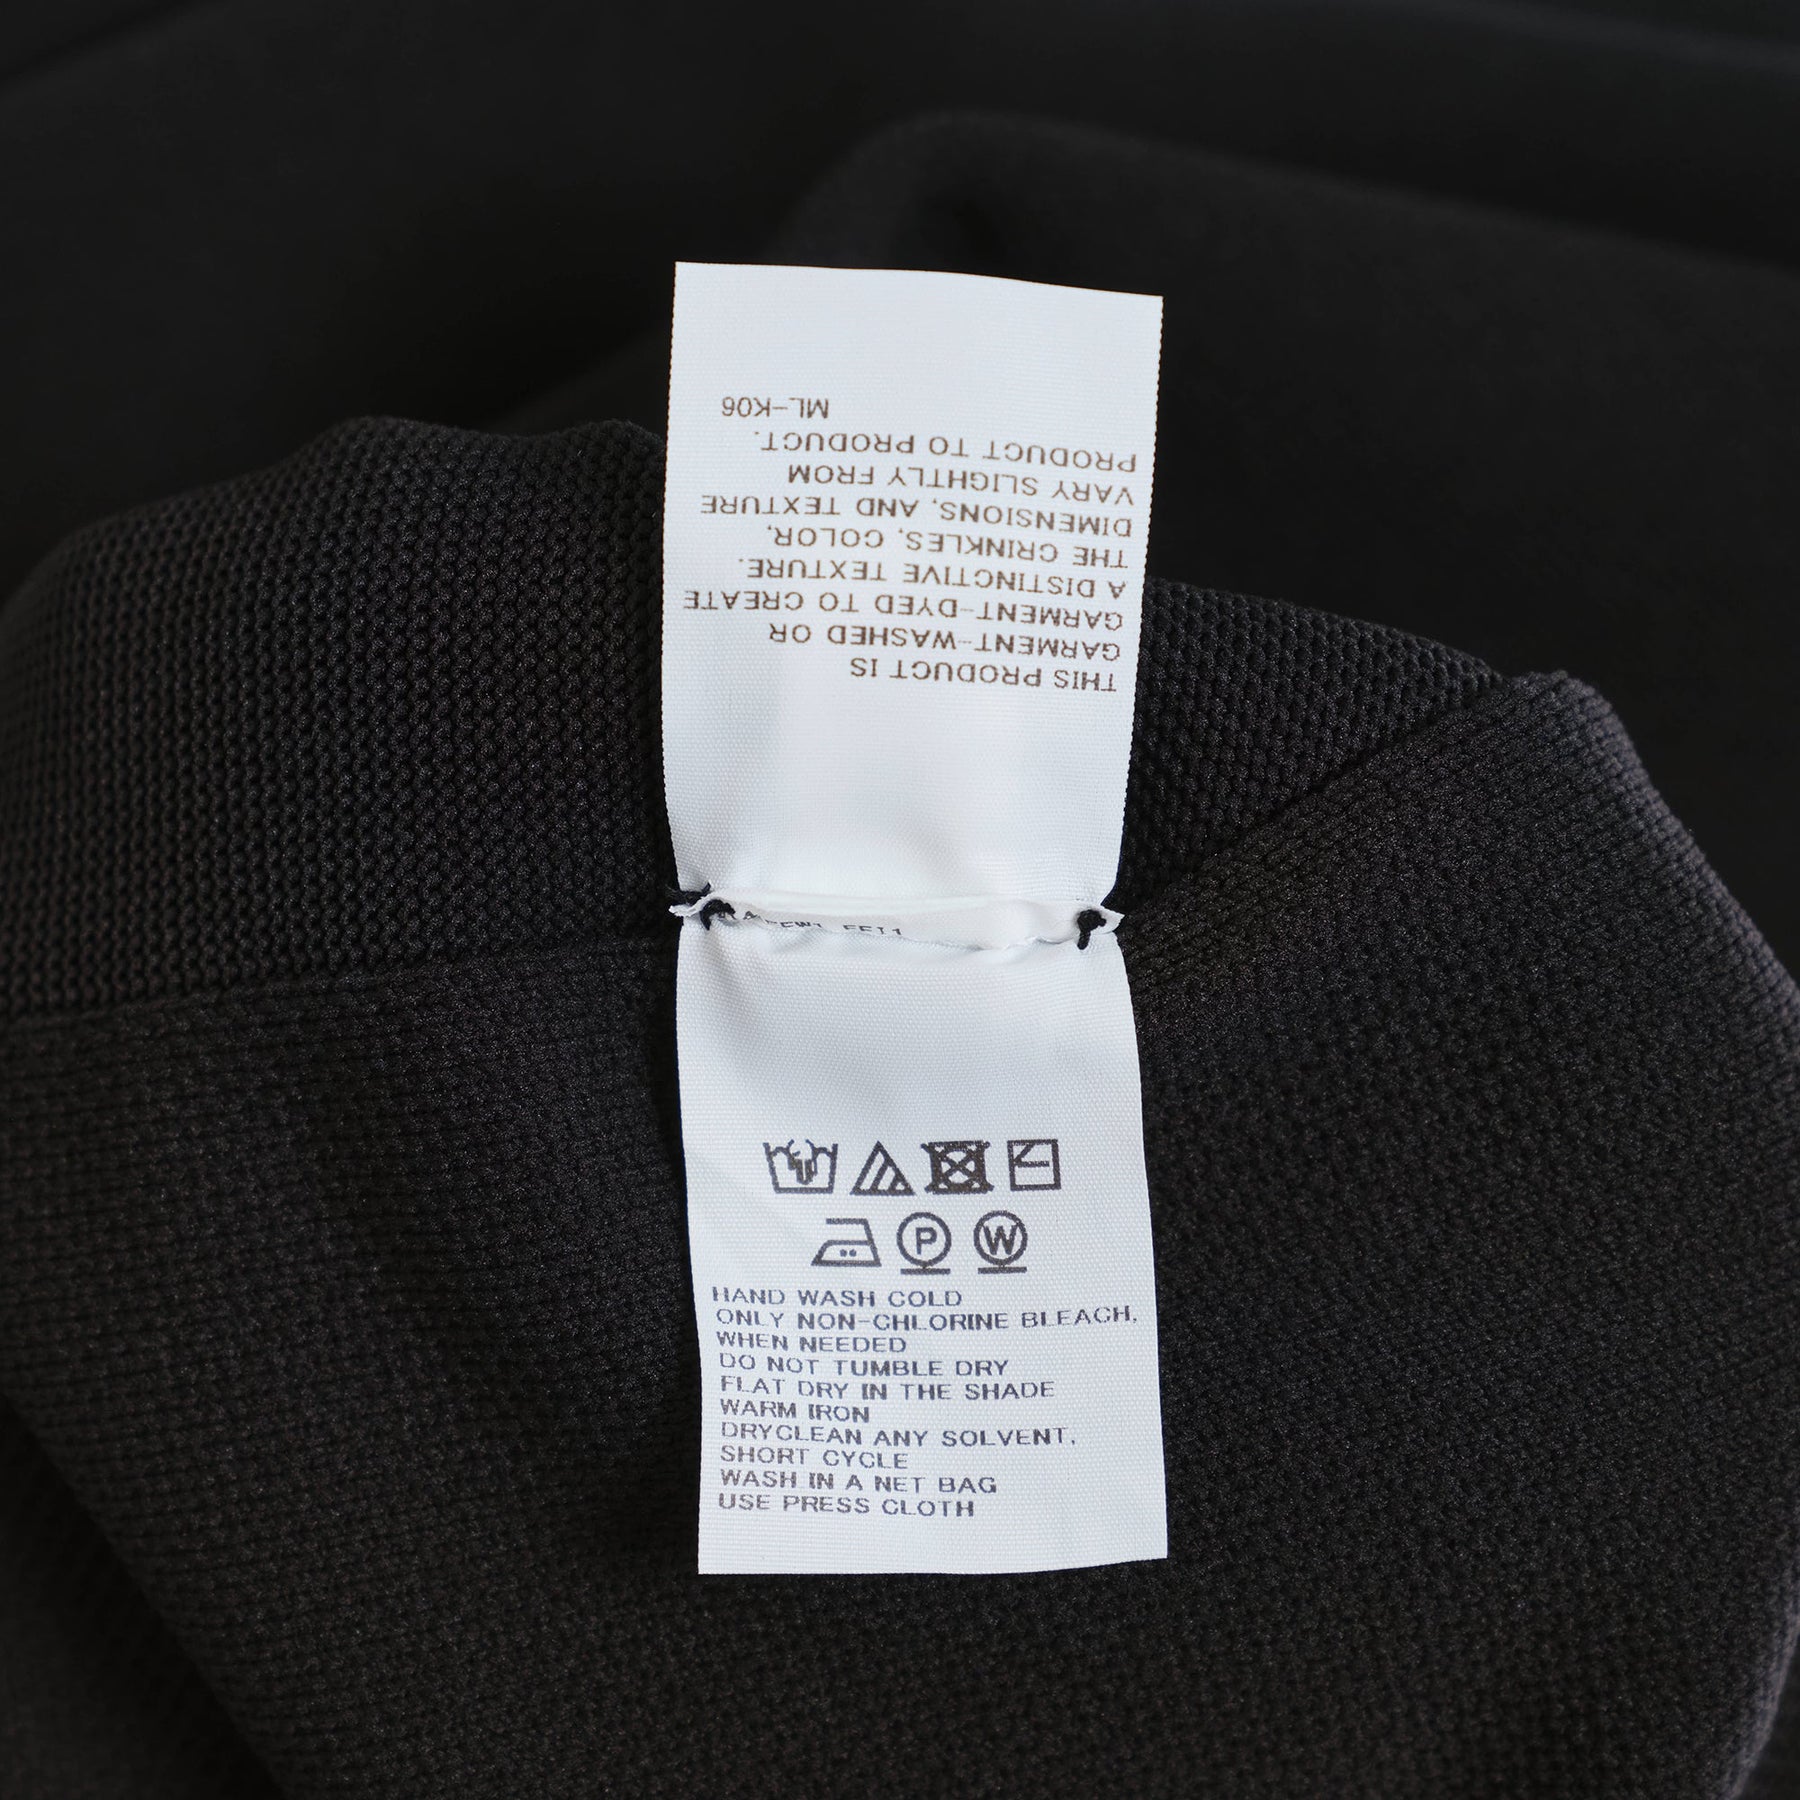 THIS PRODUCT IS
GARMENT-WASHED OR
GARMENT-DYED TO CREATE
A DISTINCTIVE TEXTURE.
THE CRINKLES, COLOR,
DIMENSIONS, AND TEXTURE
VARY SLIGHTLY FROM
PRODUCT TO PRODUCT.
ML-K06
P
W
HAND WASH COLD
ONLY NON-CHLORINE BLEACH,
WHEN NEEDED
DO NOT TUMBLE DRY
FLAT DRY IN THE SHADE
WARM IRON
DRYCLEAN ANY SOLVENT,
SHORT CYCLE
WASH IN A NET BAG
USE PRESS CLOTH